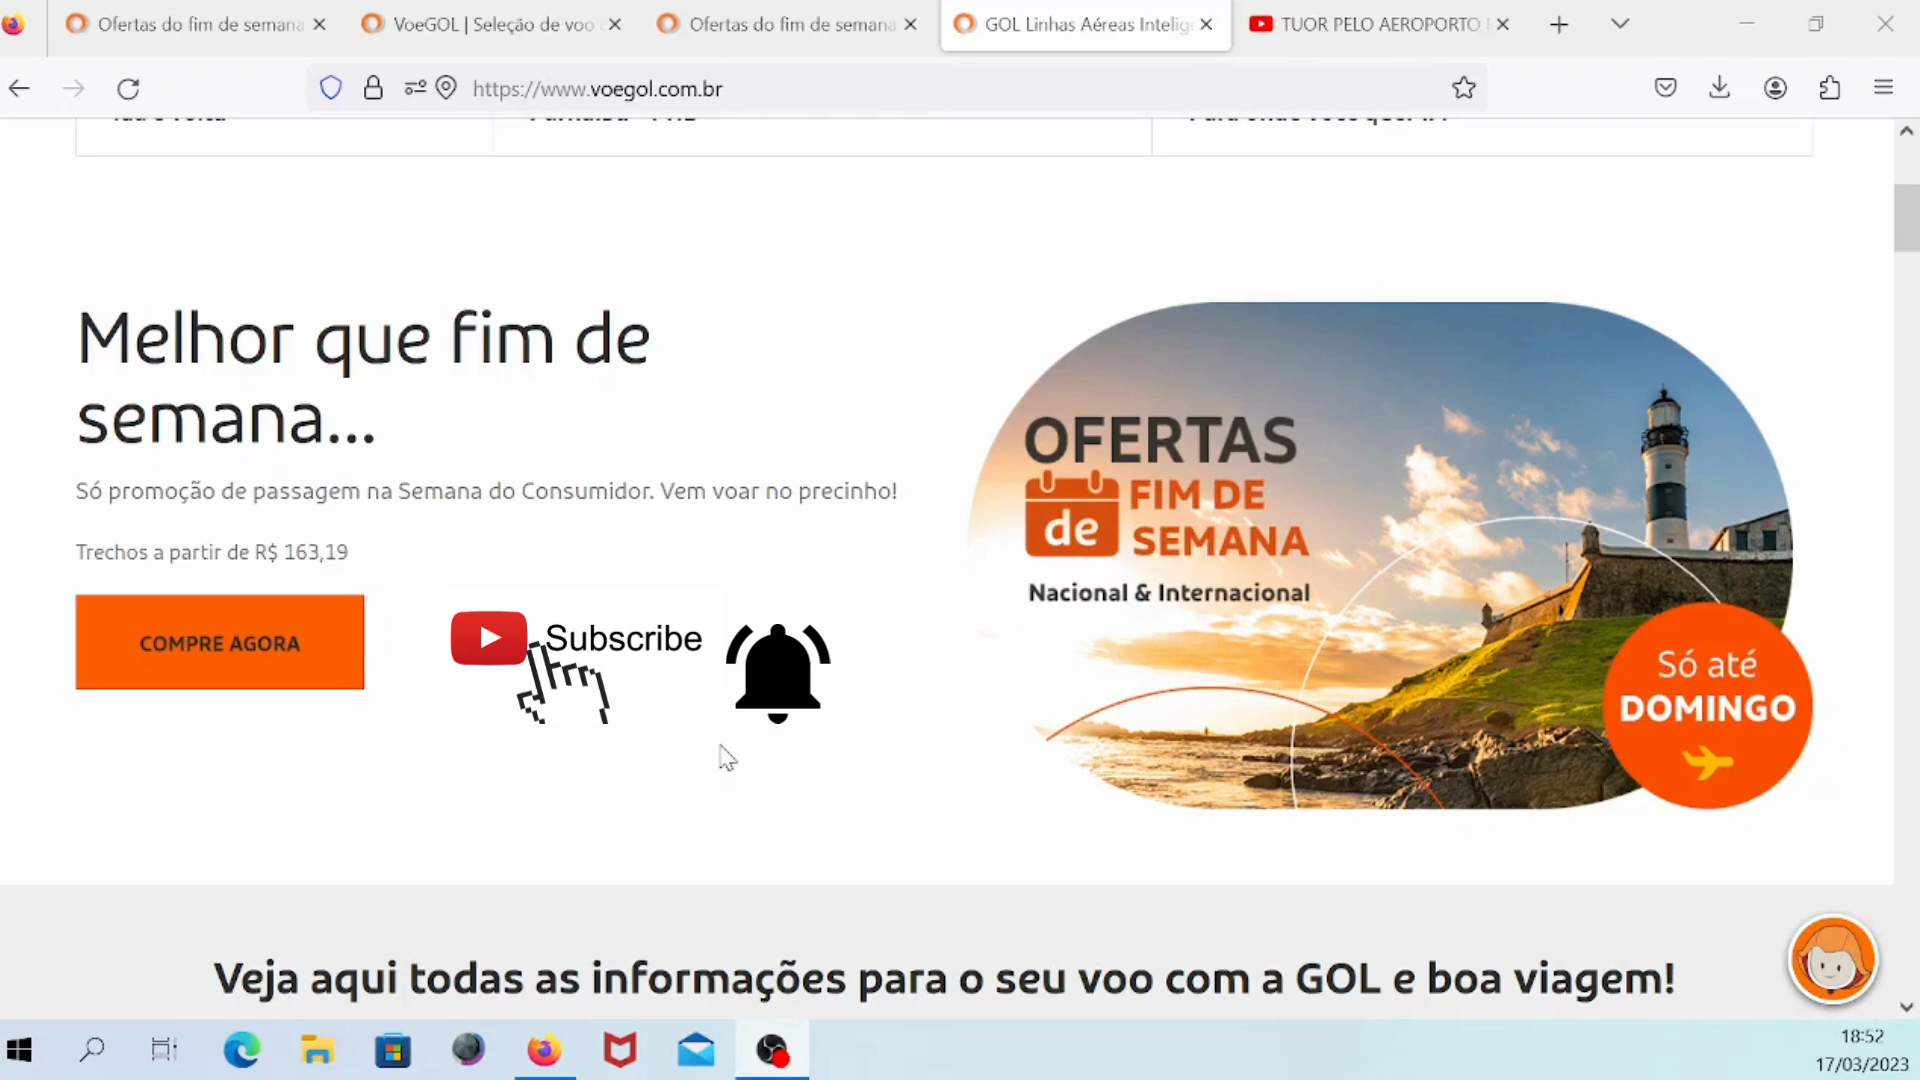 Ofertas do fim de semana
VoeGOL | Seleção de voo
Ofertas do fim de semana
GOL Linhas Aéreas Intelig
TUOR PELO AEROPORTO
https://www.voegol.com.br
Melhor que fim de
semana...
Só promoção de passagem na Semana do Consumidor. Vem voar no precinho!
Trechos a partir de R$ 163,19
COMPRE AGORA
Subscribe
OFERTAS
de FIM DE
SEMANA
Nacional & Internacional
Só até
DOMINGO
Veja aqui todas as informações para o seu voo com a GOL e boa viagem!
18:52
17/03/2023